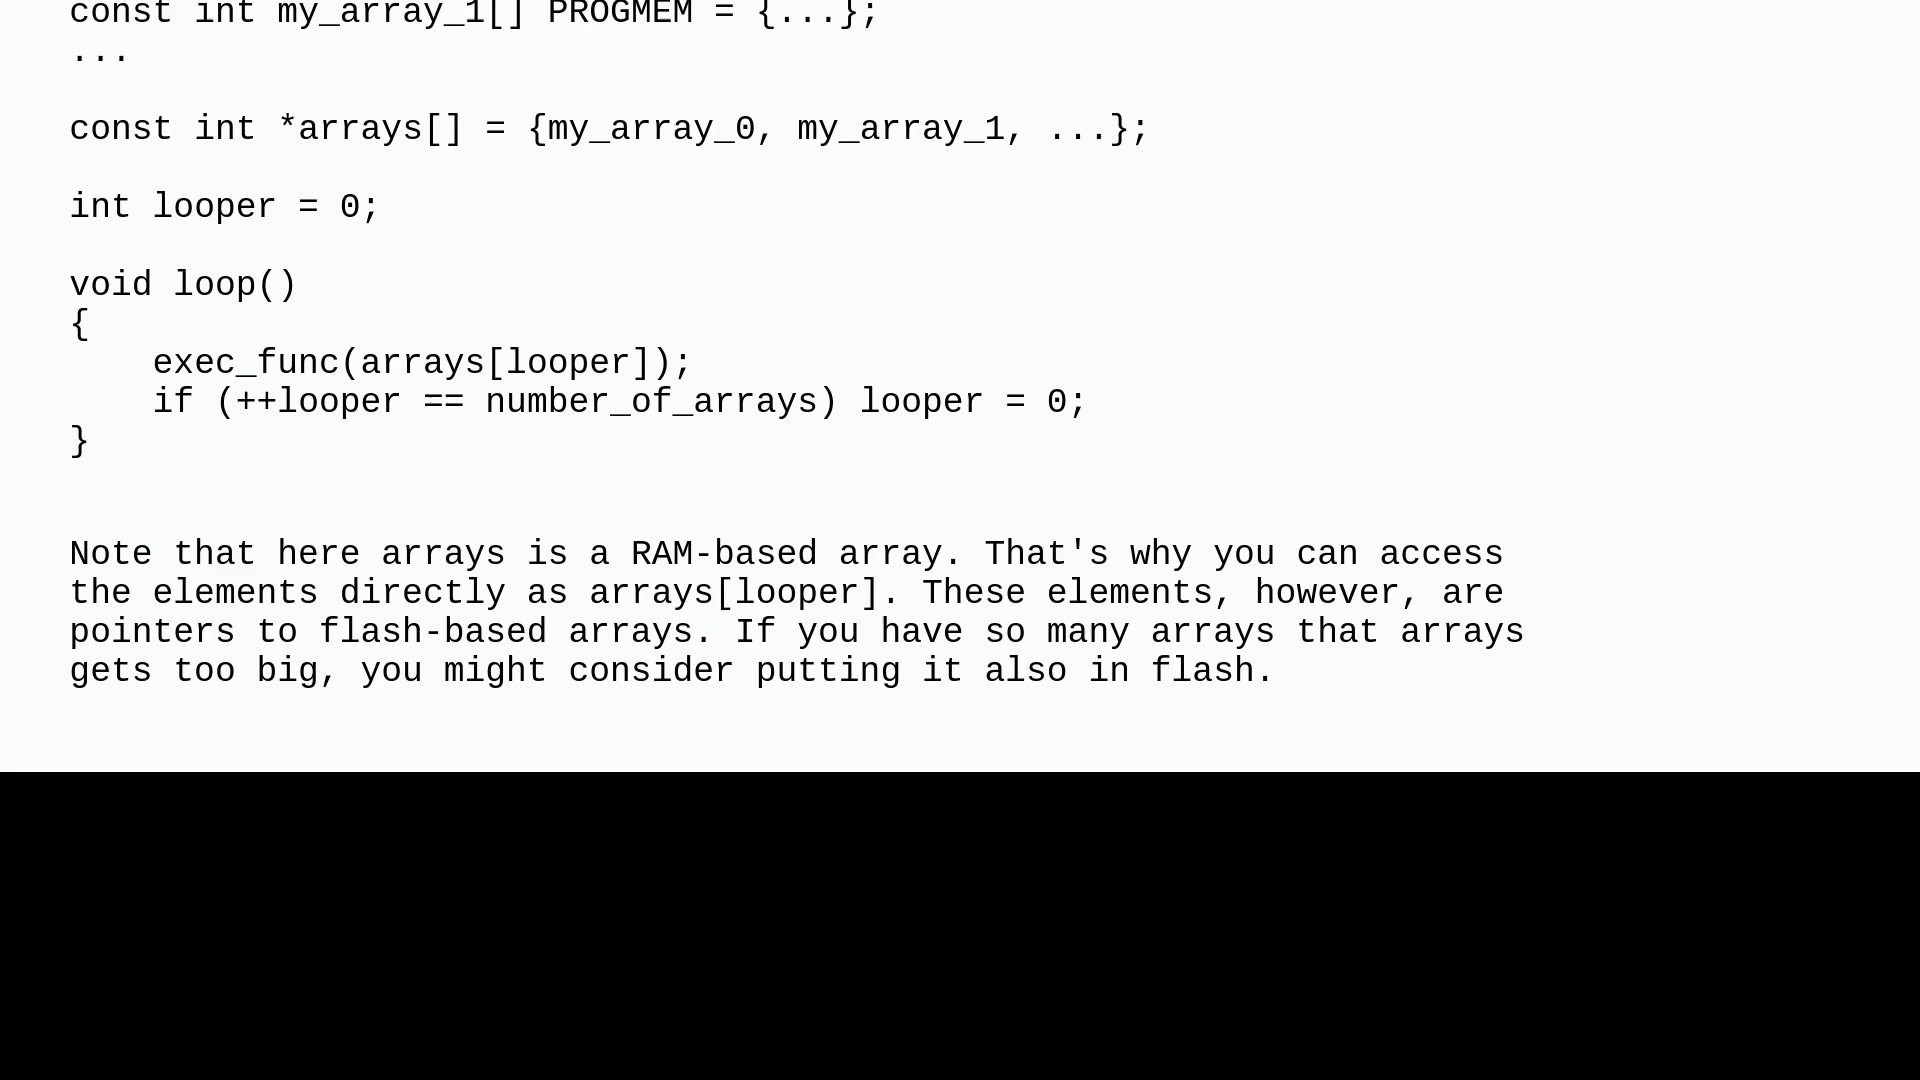 const int my_array_1[] PROGMEM = {...};
...
const int *arrays[] = {my_array_0, my_array_1, ...};
int looper = 0;
void loop()
{
    exec_func(arrays[looper]);
    if (++looper == number_of_arrays) looper = 0;
}
Note that here arrays is a RAM-based array. That's why you can access
the elements directly as arrays[looper]. These elements, however, are
pointers to flash-based arrays. If you have so many arrays that arrays
gets too big, you might consider putting it also in flash.